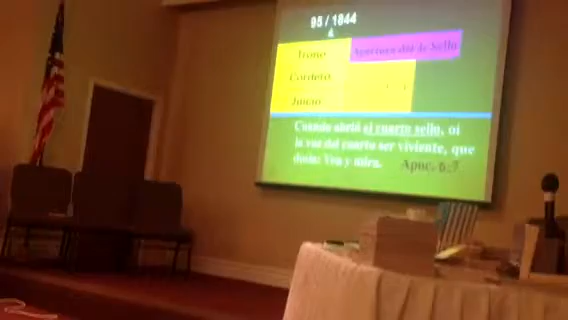 95 / 1844
Trono
Apertura del 4s Sello
Cordero
Juicio
Cuando abrió el cuarto sello, oí
la voz del cuarto ser viviente, que
decía: Ven y mira. Apoc. 6:7